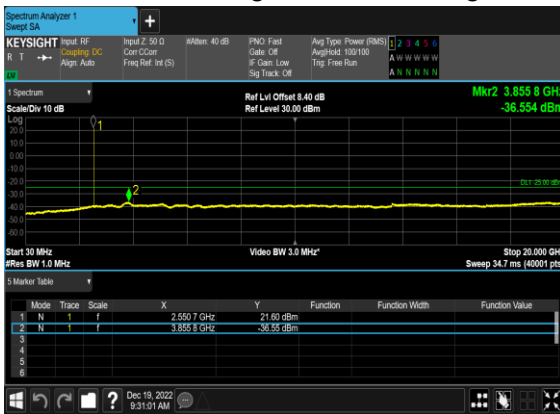 Spectrum Analyzer 1
Swept SA
+
KEYSIGHT Input: RF Input Z: 50 Ω #Atten: 40 dB PNO: Fast Avg Type: Power (RMS) 1 2 3 4 5 6
R T Coupling: DC Corr CCorr Gate: Off Avg|Hold: 100/100 A W W W W W
Align: Auto Freq Ref: Int (S) IF Gain: Low Trig: Free Run
Sig Track: Off A N N N N N
1 Spectrum Ref Lvl Offset 8.40 dB Mkr2 3.855 8 GHz
Scale/Div 10 dB Ref Level 30.00 dBm -36.554 dBm
Log
20.0
10.0
0.00
-10.0
-20.0
-30.0
-40.0
-50.0
-60.0
1
2
DL1 -25.00 dBm
Start 30 MHz Video BW 3.0 MHz* Stop 20.000 GH
#Res BW 1.0 MHz Sweep 34.7 ms (40001 pts
5 Marker Table
Mode Trace Scale X Y Function Function Width Function Value
1 N 1 f 2.550 7 GHz 21.60 dBm
2 N 1 f 3.855 8 GHz -36.55 dBm
3
4
5
6
? Dec 19, 2022
9:31:01 AM